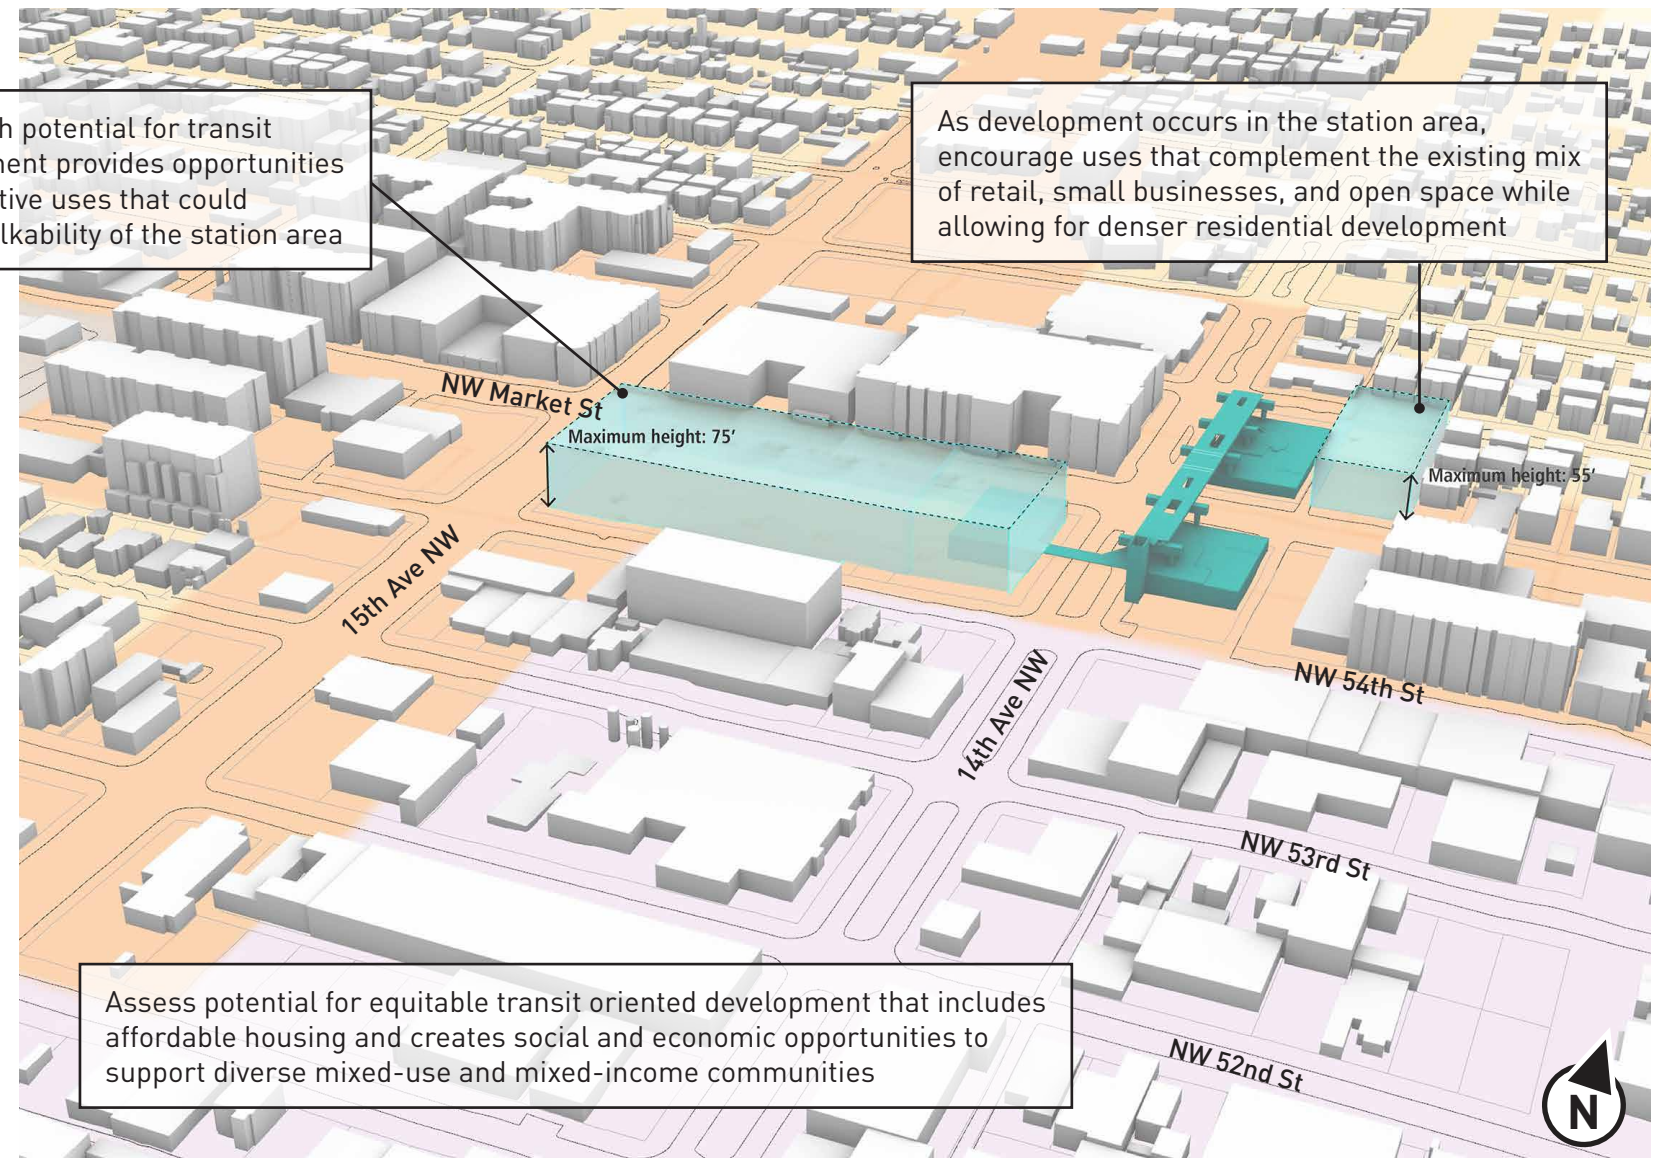 h potential for transit
ment provides opportunities
tive uses that could
lkability of the station area
As development occurs in the station area,
encourage uses that complement the existing mix
of retail, small businesses, and open space while
allowing for denser residential development
NW Market St
Maximum height: 75’
Maximum height: 55’
15th Ave NW
14th Ave NW
NW 54th St
NW 53rd St
NW 52nd St
Assess potential for equitable transit oriented development that includes
affordable housing and creates social and economic opportunities to
support diverse mixed-use and mixed-income communities
N